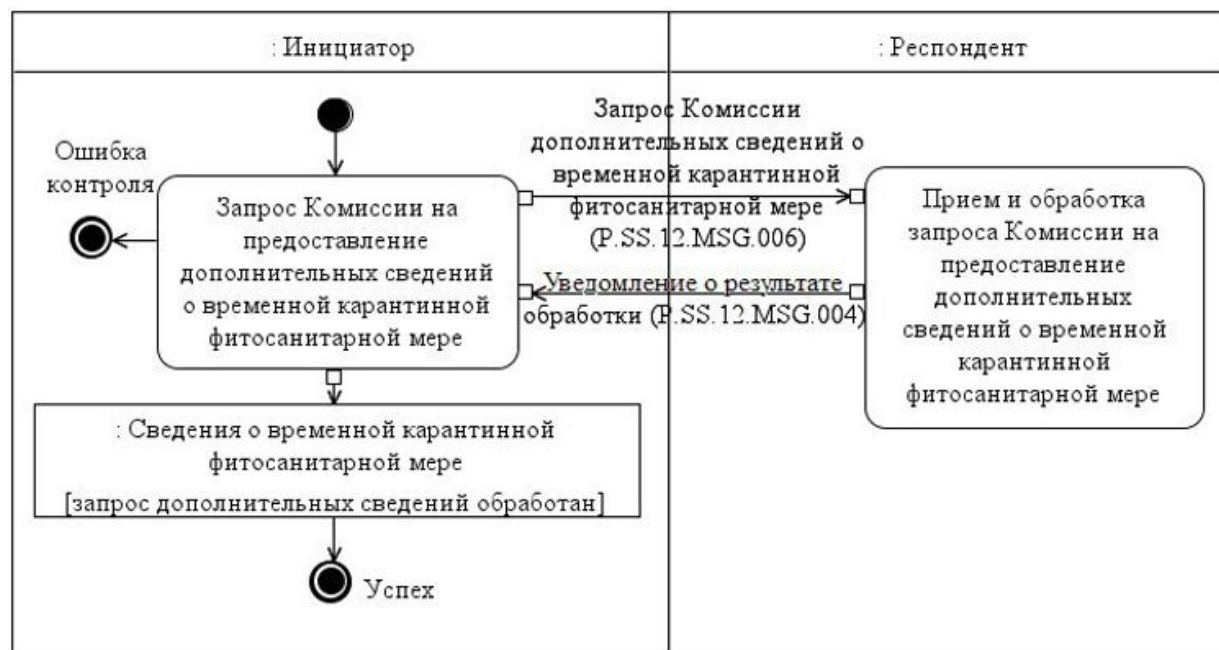 : Инициатор
: Респондент
Ошибка
контроля
Запрос Комиссии на
предоставление
дополнительных сведений
о временной карантинной
фитосанитарной мере
Запрос Комиссии
дополнительных сведений о
временной карантинной
фитосанитарной мере
(P.SS.12.MSG.006)
Уведомление о результате
обработки (P.SS.12.MSG.004)
Прием и обработка
запроса Комиссии на
предоставление
дополнительных
сведений о временной
карантинной
фитосанитарной мере
: Сведения о временной карантинной
фитосанитарной мере
[запрос дополнительных сведений обработан]
Успех